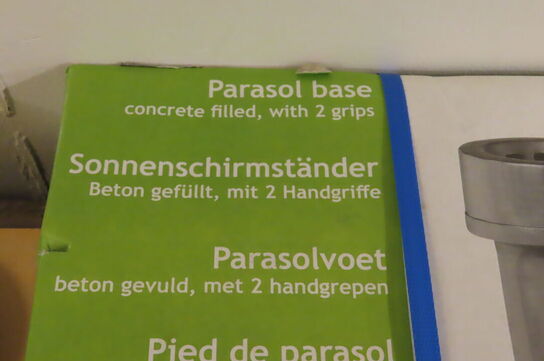 Parasol base
concrete filled, with 2 grips
Sonnenschirmständer
Beton gefüllt, mit 2 Handgriffe
Parasolvoet
beton gevuld, met 2 handgrepen
Pied de parasol